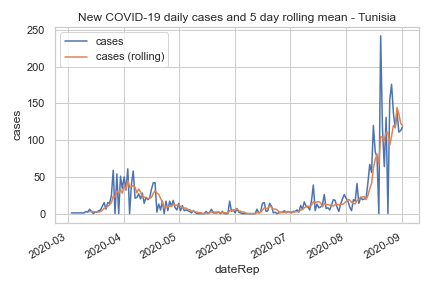 New COVID-19 daily cases and 5 day rolling mean - Tunisia
cases
cases (rolling)
250
200
150
100
50
0
cases
2020-03
2020-04
2020-05
2020-06
2020-07
2020-08
2020-09
dateRep